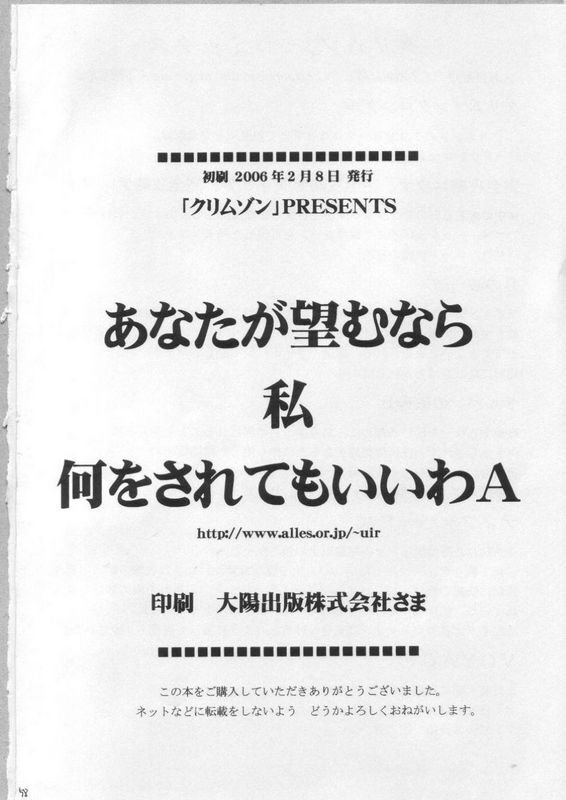 初刷 2006年2月8日 発行
「クリムゾン」PRESENTS
あなたが望むなら
私
何をされてもいいわA
http://www.alles.or.jp/~uir
印刷　大陽出版株式会社さま
この本をご購入していただきありがとうございました。
ネットなどに転載をしないよう　どうかよろしくおねがいします。
48